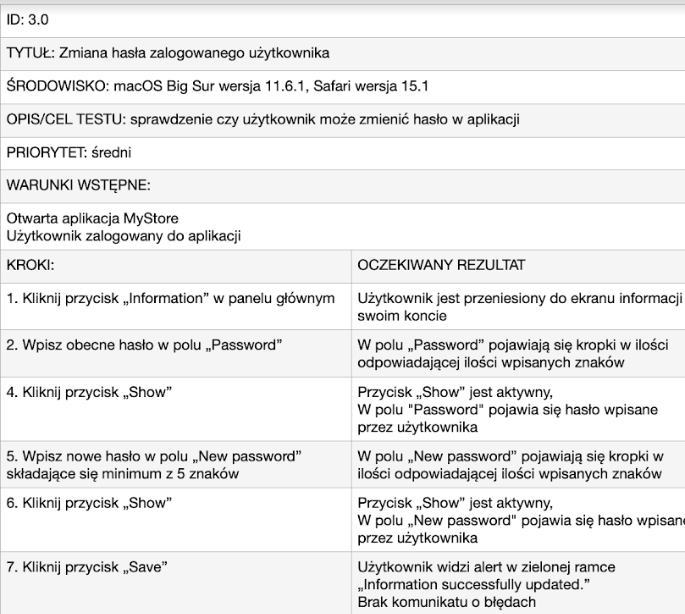 ID: 3.0
TYTUŁ: Zmiana hasła zalogowanego użytkownika
ŚRODOWISKO: macOS Big Sur wersja 11.6.1, Safari wersja 15.1
OPIS/CEL TESTU: sprawdzenie czy użytkownik może zmienić hasło w aplikacji
PRIORYTET: średni
WARUNKI WSTĘPNE:
Otwarta aplikacja MyStore
Użytkownik zalogowany do aplikacji
KROKI:
OCZEKIWANY REZULTAT
1. Kliknij przycisk „Information” w panelu głównym
Użytkownik jest przeniesiony do ekranu informacji
swoim koncie
2. Wpisz obecne hasło w polu „Password”
W polu „Password” pojawiają się kropki w ilości
odpowiadającej ilości wpisanych znaków
4. Kliknij przycisk „Show”
Przycisk „Show” jest aktywny,
W polu "Password" pojawia się hasło wpisane
przez użytkownika
5. Wpisz nowe hasło w polu „New password”
składające się minimum z 5 znaków
W polu „New password” pojawiają się kropki w
ilości odpowiadającej ilości wpisanych znaków
6. Kliknij przycisk „Show”
Przycisk „Show” jest aktywny,
W polu „New password" pojawia się hasło wpisane
przez użytkownika
7. Kliknij przycisk „Save”
Użytkownik widzi alert w zielonej ramce
„Information successfully updated.”
Brak komunikatu o błędach